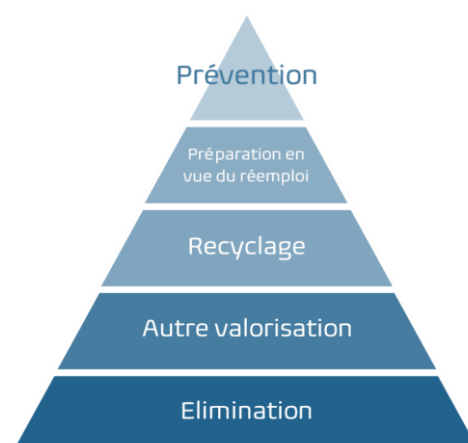 Prévention
Préparation en
vue du réemploi
Recyclage
Autre valorisation
Elimination